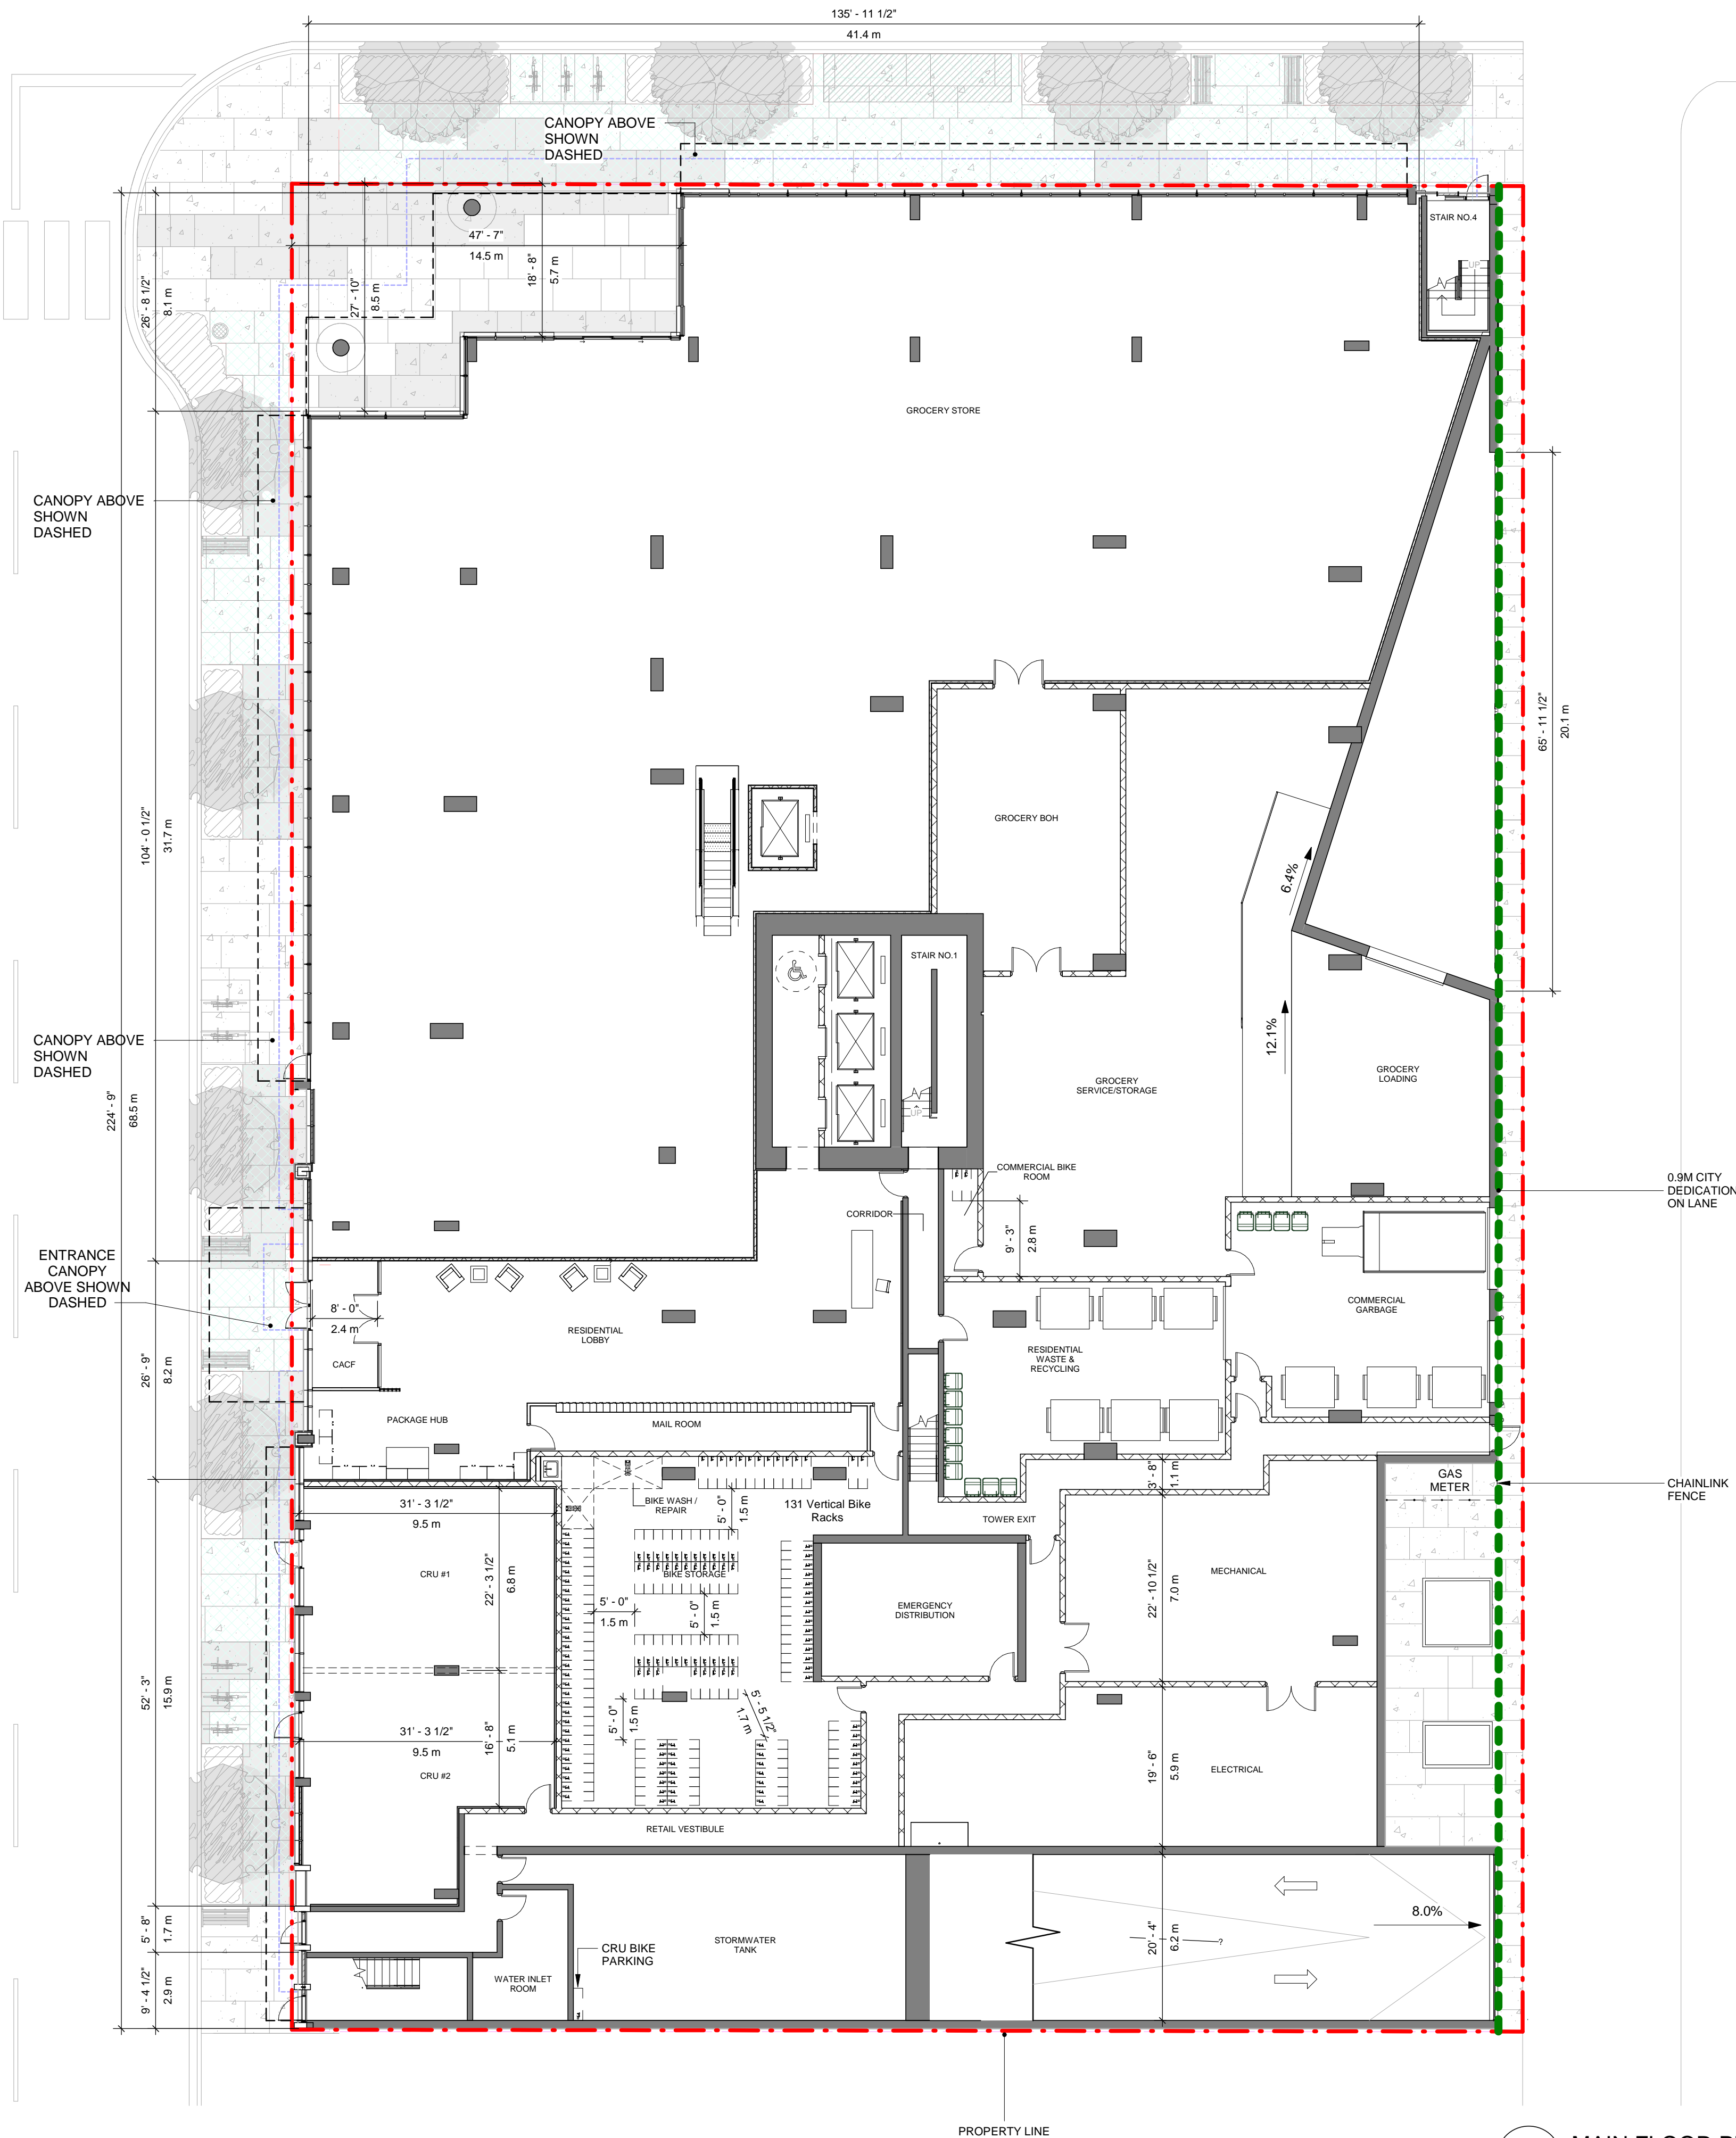 135' - 11 1/2"
41.4 m
CANOPY ABOVE
SHOWN
DASHED
STAIR NO.4
UP
47' - 7"
14.5 m
18' - 8"
5.7 m
27' - 10"
8.5 m
26' - 8 1/2"
8.1 m
GROCERY STORE
CANOPY ABOVE
SHOWN
DASHED
65' - 11 1/2"
20.1 m
104' - 0 1/2"
31.7 m
GROCERY BOH
6.4%
STAIR NO.1
CANOPY ABOVE
SHOWN
DASHED
12.1%
GROCERY
SERVICE/STORAGE
GROCERY
LOADING
UP
224' - 9"
68.5 m
COMMERCIAL BIKE
ROOM
0.9M CITY
DEDICATION
ON LANE
CORRIDOR
9' - 3"
2.8 m
ENTRANCE
CANOPY
ABOVE SHOWN
DASHED
8' - 0"
2.4 m
RESIDENTIAL
LOBBY
COMMERCIAL
GARBAGE
CACF
RESIDENTIAL
WASTE &
RECYCLING
26' - 9"
8.2 m
PACKAGE HUB
MAIL ROOM
GAS
METER
CHAINLINK
FENCE
3' - 8"
1.1 m
31' - 3 1/2"
9.5 m
BIKE WASH /
REPAIR
5' - 0"
1.5 m
131 Vertical Bike
Racks
TOWER EXIT
CRU #1
22' - 3 1/2"
6.8 m
BIKE STORAGE
5' - 0"
1.5 m
5' - 0"
1.5 m
EMERGENCY
DISTRIBUTION
MECHANICAL
22' - 10 1/2"
7.0 m
52' - 3"
15.9 m
31' - 3 1/2"
9.5 m
CRU #2
16' - 8"
5.1 m
5' - 0"
1.5 m
5' - 5 1/2"
1.7 m
19' - 6"
5.9 m
ELECTRICAL
RETAIL VESTIBULE
5' - 8"
1.7 m
9' - 4 1/2"
2.9 m
STORMWATER
TANK
CRU BIKE
PARKING
WATER INLET
ROOM
20' - 4"
6.2 m
?
8.0%
PROPERTY LINE